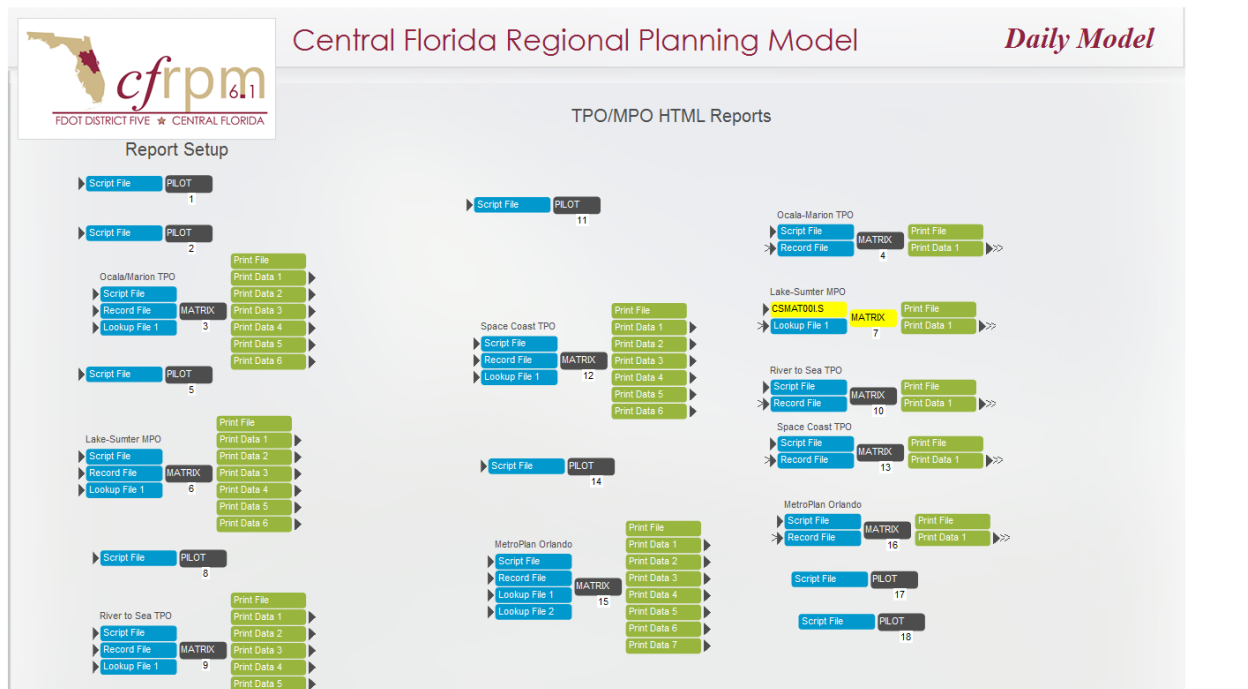 Central Florida Regional Planning Model
Daily Model
cfrpm 6.1
FDOT DISTRICT FIVE ★ CENTRAL FLORIDA
TPO/MPO HTML Reports
Report Setup
Script File PILOT
1
Script File PILOT
2
Ocala/Marion TPO
Script File
Record File
Lookup File 1
MATRIX
3
Print File
Print Data 1
Print Data 2
Print Data 3
Print Data 4
Print Data 5
Print Data 6
Script File PILOT
5
Lake-Sumter MPO
Script File
Record File
Lookup File 1
MATRIX
6
Print File
Print Data 1
Print Data 2
Print Data 3
Print Data 4
Print Data 5
Print Data 6
Script File PILOT
8
River to Sea TPO
Script File
Record File
Lookup File 1
MATRIX
9
Print File
Print Data 1
Print Data 2
Print Data 3
Print Data 4
Print Data 5
Script File PILOT
11
Space Coast TPO
Script File
Record File
Lookup File 1
MATRIX
12
Print File
Print Data 1
Print Data 2
Print Data 3
Print Data 4
Print Data 5
Print Data 6
Script File PILOT
14
MetroPlan Orlando
Script File
Record File
Lookup File 1
Lookup File 2
MATRIX
15
Print File
Print Data 1
Print Data 2
Print Data 3
Print Data 4
Print Data 5
Print Data 6
Print Data 7
Ocala-Marion TPO
Script File
Record File
MATRIX
4
Print File
Print Data 1
Lake-Sumter MPO
CSMAT00I.S
Lookup File 1
MATRIX
7
Print File
Print Data 1
River to Sea TPO
Script File
Record File
MATRIX
10
Print File
Print Data 1
Space Coast TPO
Script File
Record File
MATRIX
13
Print File
Print Data 1
MetroPlan Orlando
Script File
Record File
MATRIX
16
Print File
Print Data 1
Script File PILOT
17
Script File PILOT
18